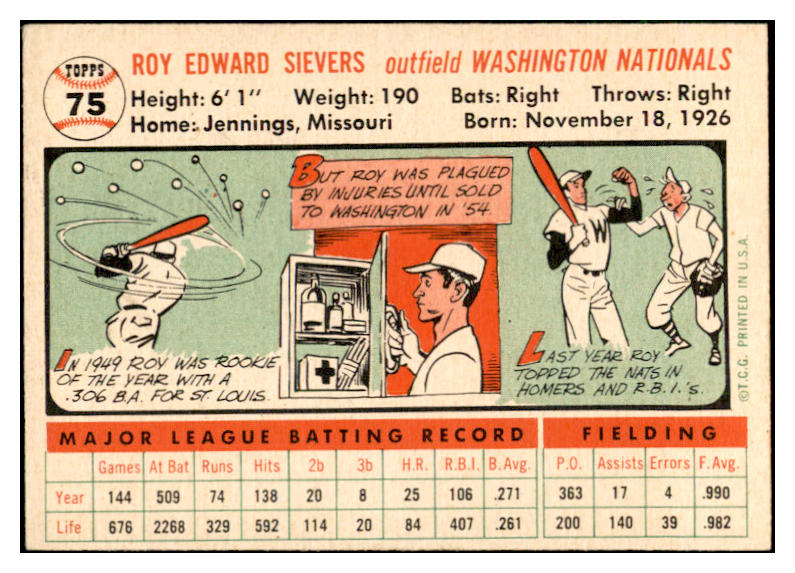 TOPPS
75
ROY EDWARD SIEVERS outfield WASHINGTON NATIONALS
Height: 6' 1" Weight: 190 Bats: Right Throws: Right
Home: Jennings, Missouri Born: November 18, 1926
BUT ROY WAS PLAGUED
BY INJURIES UNTIL SOLD
TO WASHINGTON IN '54.
W
IN 1949 ROY WAS ROOKIE
OF THE YEAR WITH A
.306 B.A. FOR ST. LOUIS.
LAST YEAR ROY
TOPPED THE NATS IN
HOMERS AND R.B.I.'s.
©T.C.G. PRINTED IN U.S.A.
MAJOR LEAGUE BATTING RECORD FIELDING
Games At Bat Runs Hits 2b 3b H.R. R.B.I. B.Avg. P.O. Assists Errors F.Avg.
Year 144 509 74 138 20 8 25 106 .271 363 17 4 .990
Life 676 2268 329 592 114 20 84 407 .261 200 140 39 .982